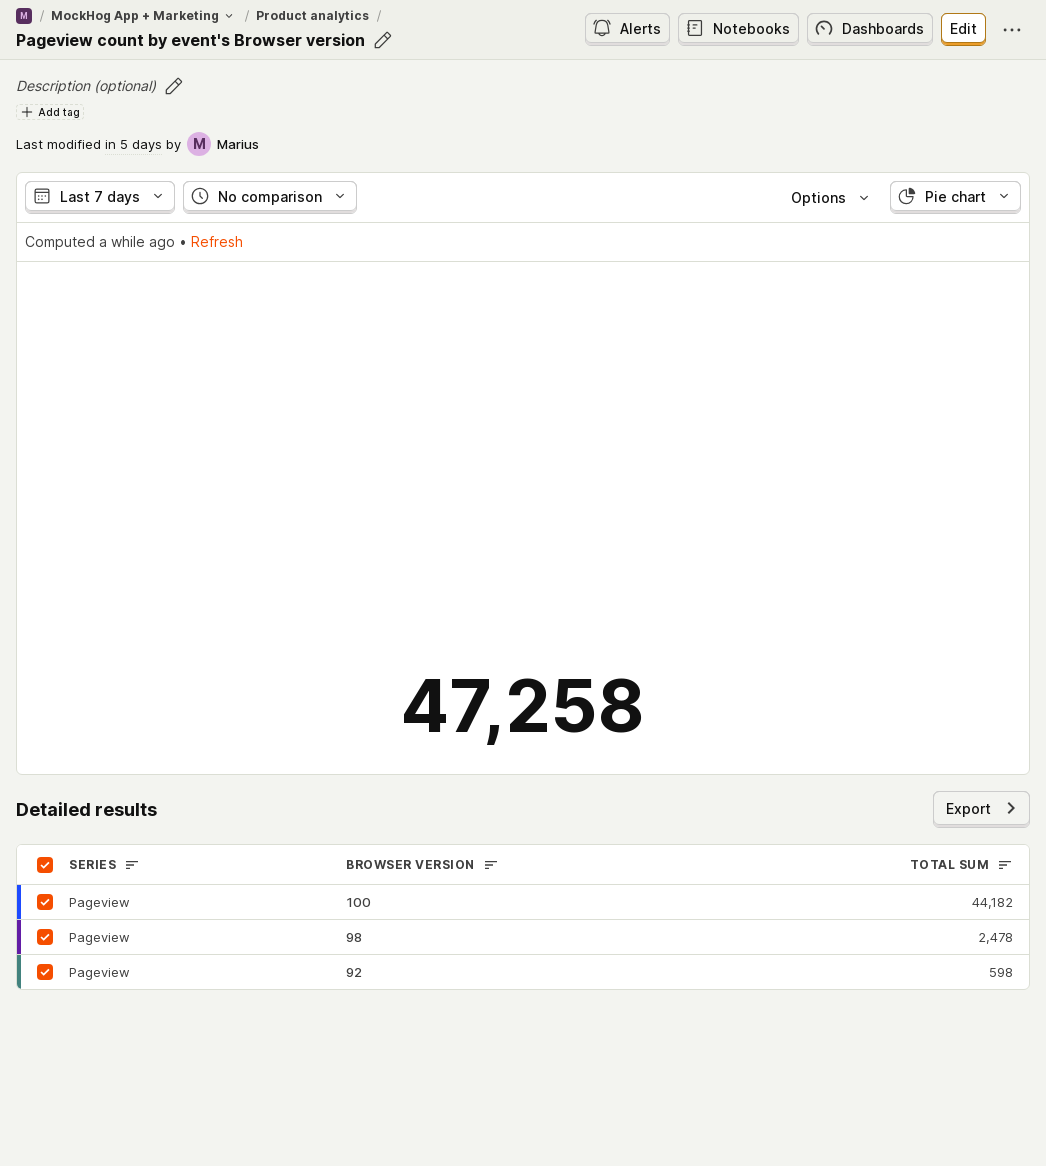 M / MockHog App + Marketing / Product analytics /
Pageview count by event's Browser version
Alerts
Notebooks
Dashboards
Edit
Description (optional)
Add tag
Last modified in 5 days by M Marius
Last 7 days
No comparison
Options
Pie chart
Computed a while ago • Refresh
47,258
Detailed results
Export
SERIES BROWSER VERSION TOTAL SUM
Pageview 100 44,182
Pageview 98 2,478
Pageview 92 598